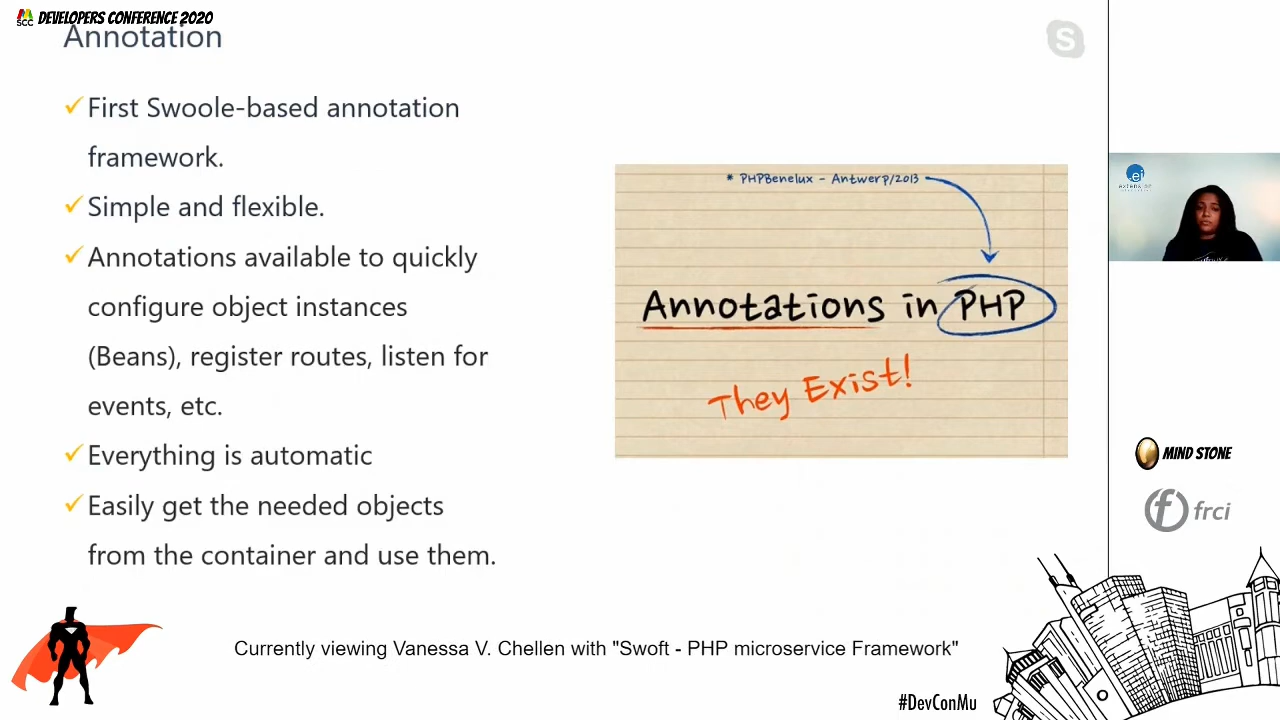 SCC DEVELOPERS CONFERENCE 2020
Annotation
First Swoole-based annotation
framework.
Simple and flexible.
Annotations available to quickly
configure object instances
(Beans), register routes, listen for
events, etc.
Everything is automatic
Easily get the needed objects
from the container and use them.
* PHPBenelux - Antwerp/2013
Annotations in PHP
They Exist!
S
ei
MIND STONE
f frci
Currently viewing Vanessa V. Chellen with "Swoft - PHP microservice Framework"
#DevConMu